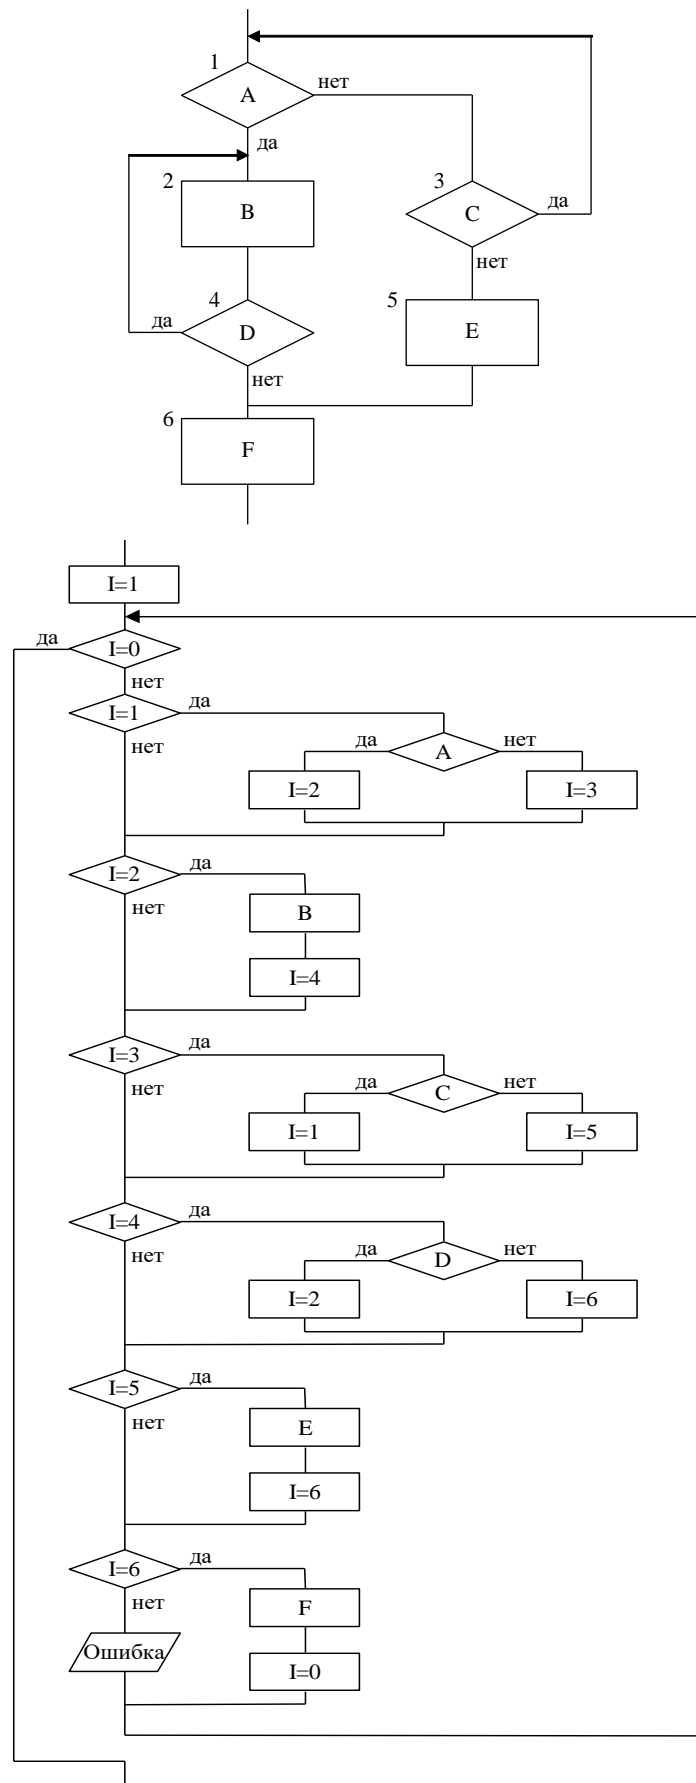 1
A нет
да
2 3
B C да
4 нет
да D 5 E
нет
6
F
I=1
да
I=0
нет
I=1 да
нет да A нет
I=2 I=3
I=2 да
нет B
I=4
I=3 да
нет да C нет
I=1 I=5
I=4 да
нет да D нет
I=2 I=6
I=5 да
нет E
I=6
I=6 да
нет F
Ошибка I=0